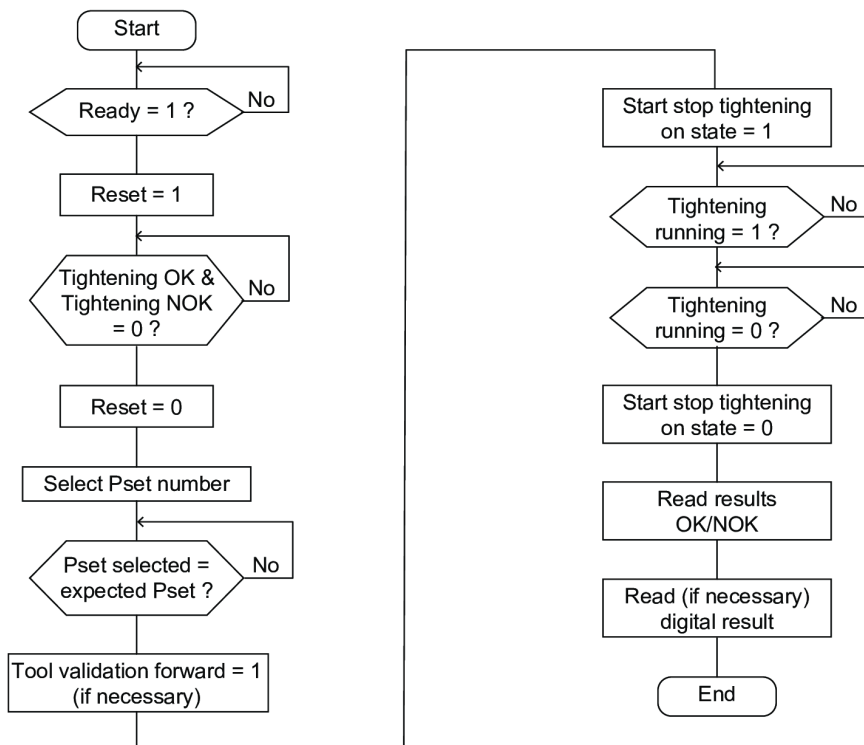 Start
Ready = 1 ?
No
Reset = 1
Tightening OK &
Tightening NOK
= 0 ?
No
Reset = 0
Select Pset number
Pset selected =
expected Pset ?
No
Tool validation forward = 1
(if necessary)
Start stop tightening
on state = 1
Tightening
running = 1 ?
No
Tightening
running = 0 ?
No
Start stop tightening
on state = 0
Read results
OK/NOK
Read (if necessary)
digital result
End